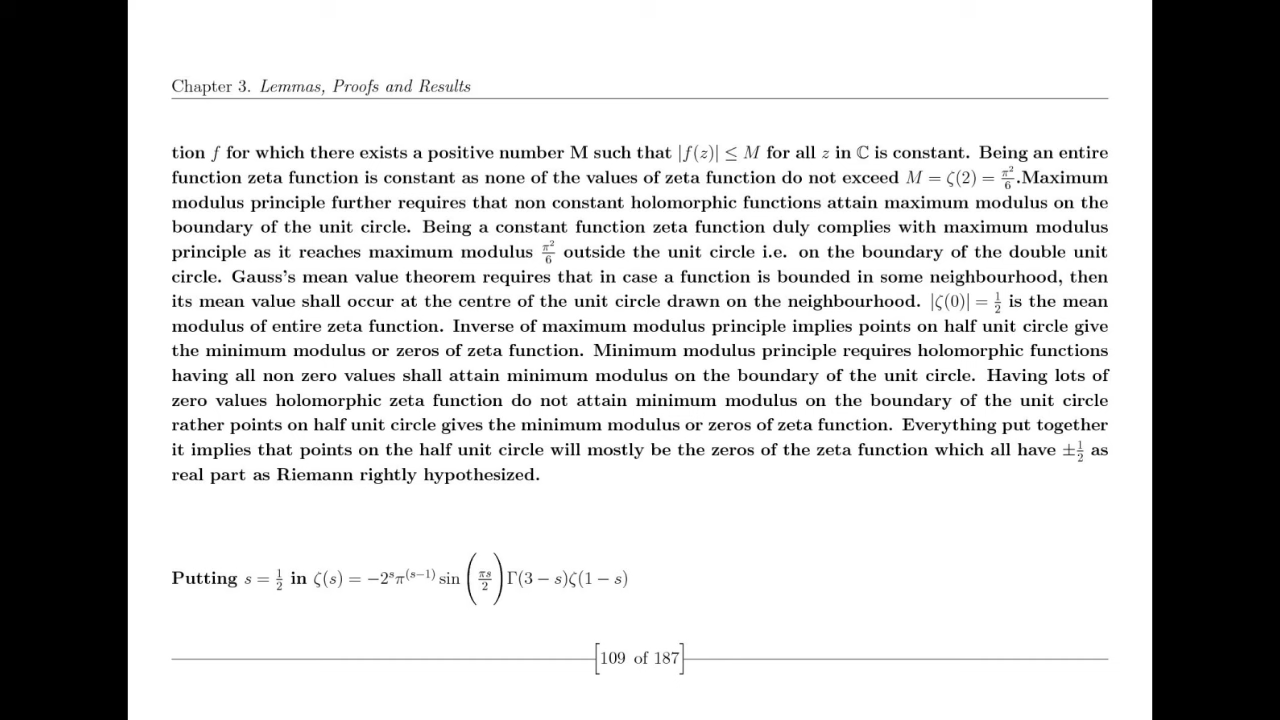 Chapter 3. Lemmas, Proofs and Results
tion f for which there exists a positive number M such that |f(z)| ≤ M for all z in ℂ is constant. Being an entire
function zeta function is constant as none of the values of zeta function do not exceed M = ζ(2) = π²/6.Maximum
modulus principle further requires that non constant holomorphic functions attain maximum modulus on the
boundary of the unit circle. Being a constant function zeta function duly complies with maximum modulus
principle as it reaches maximum modulus π²/6 outside the unit circle i.e. on the boundary of the double unit
circle. Gauss's mean value theorem requires that in case a function is bounded in some neighbourhood, then
its mean value shall occur at the centre of the unit circle drawn on the neighbourhood. |ζ(0)| = 1/2 is the mean
modulus of entire zeta function. Inverse of maximum modulus principle implies points on half unit circle give
the minimum modulus or zeros of zeta function. Minimum modulus principle requires holomorphic functions
having all non zero values shall attain minimum modulus on the boundary of the unit circle. Having lots of
zero values holomorphic zeta function do not attain minimum modulus on the boundary of the unit circle
rather points on half unit circle gives the minimum modulus or zeros of zeta function. Everything put together
it implies that points on the half unit circle will mostly be the zeros of the zeta function which all have ±1/2 as
real part as Riemann rightly hypothesized.
Putting s = 1/2 in ζ(s) = −2^s π^(s−1) sin (πs/2) Γ(3 − s)ζ(1 − s)
[109 of 187]